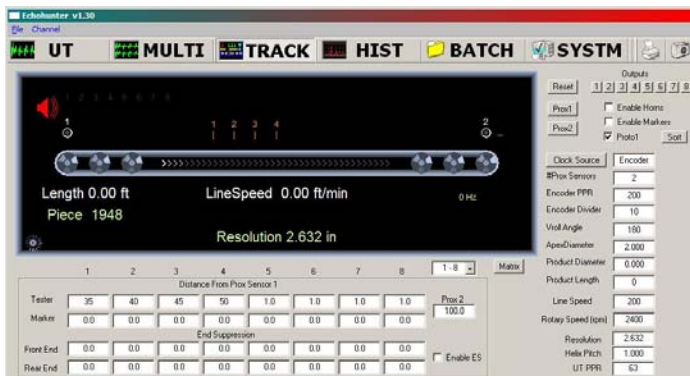 Echohunter v1.30
File Channel
UT MULTI TRACK HIST BATCH SYSTM
Outputs
Reset 1 2 3 4 5 6 7 8
Prox1 Enable Horns
Enable Markers
Prox2 Proto1 Sort
1 2 3 4 5 6 7 8
1 2
1 2 3 4
Length 0.00 ft LineSpeed 0.00 ft/min 0 Hz
Piece 1948
Resolution 2.632 in
Clock Source Encoder
#Prox Sensors 2
Encoder PPR 200
Encoder Divider 10
Vroll Angle 180
ApexDiameter 2.000
Product Diameter 0.000
Product Length 0
Line Speed 200
Rotary Speed (rpm) 2400
Resolution 2.632
Helix Pitch 1.000
UT PPR 63
1 2 3 4 5 6 7 8 1 - 8 Matrix
Distance From Prox Sensor 1
Tester 35 40 45 50 1.0 1.0 1.0 1.0 Prox 2
100.0
Marker 0.0 0.0 0.0 0.0 0.0 0.0 0.0 0.0
End Suppression
Front End 0.0 0.0 0.0 0.0 0.0 0.0 0.0 0.0
Enable ES
Rear End 0.0 0.0 0.0 0.0 0.0 0.0 0.0 0.0